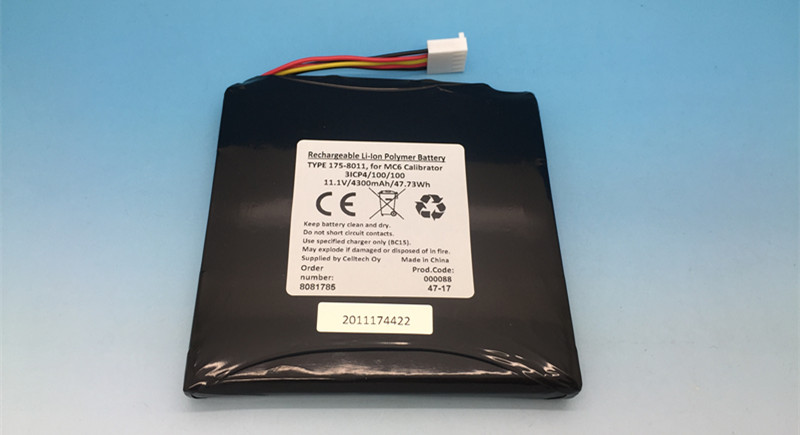 Rechargeable Li-Ion Polymer Battery
TYPE 175-8011, for MC6 Calibrator
3ICP4/100/100
11.1V/4300mAh/47.73Wh
CE
Keep battery clean and dry.
Do not short circuit contacts.
Use specified charger only (BC15).
May explode if damaged or disposed of in fire.
Supplied by Celltech Oy Made in China
Order Prod.Code:
number: 000088
8081785 47-17
2011174422